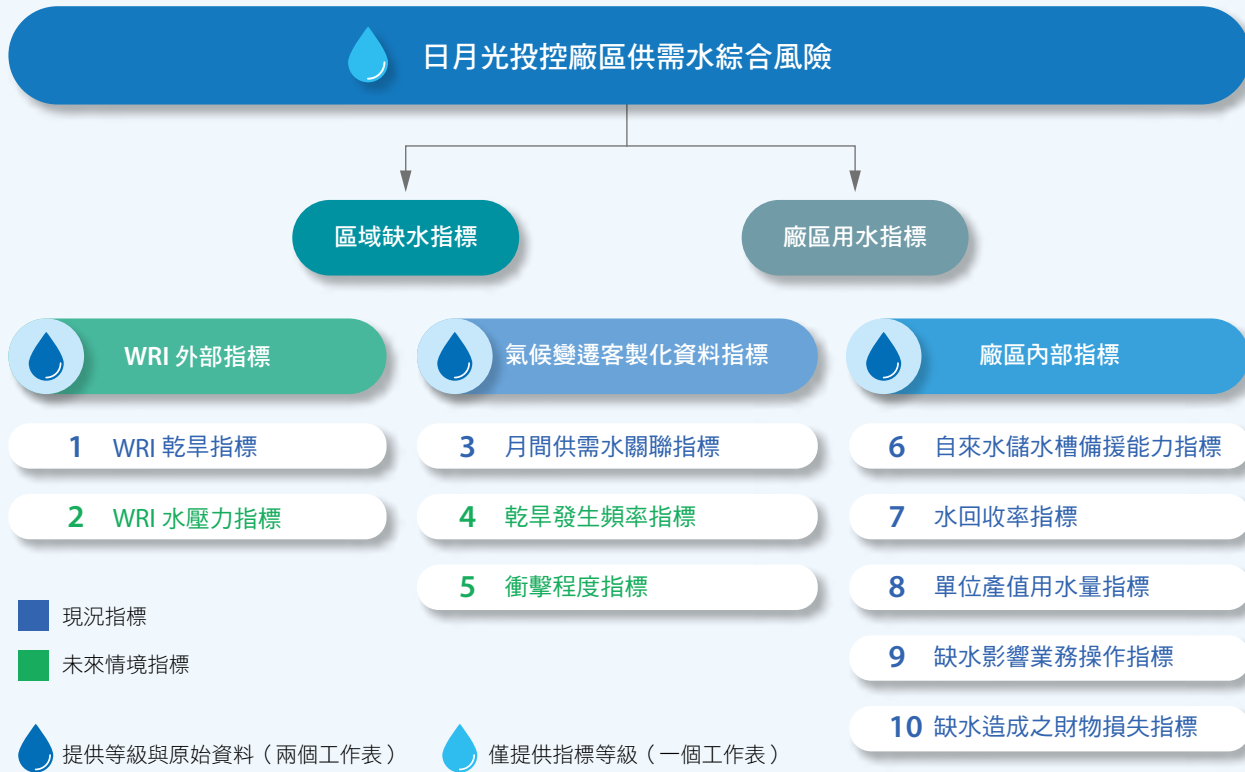 日月光投控廠區供需水綜合風險
區域缺水指標
廠區用水指標
WRI 外部指標
1 WRI 乾旱指標
2 WRI 水壓力指標
氣候變遷客製化資料指標
3 月間供需水關聯指標
4 乾旱發生頻率指標
5 衝擊程度指標
廠區內部指標
6 自來水儲水槽備援能力指標
7 水回收率指標
8 單位產值用水量指標
9 缺水影響業務操作指標
10 缺水造成之財物損失指標
現況指標
未來情境指標
提供等級與原始資料（兩個工作表）
僅提供指標等級（一個工作表）